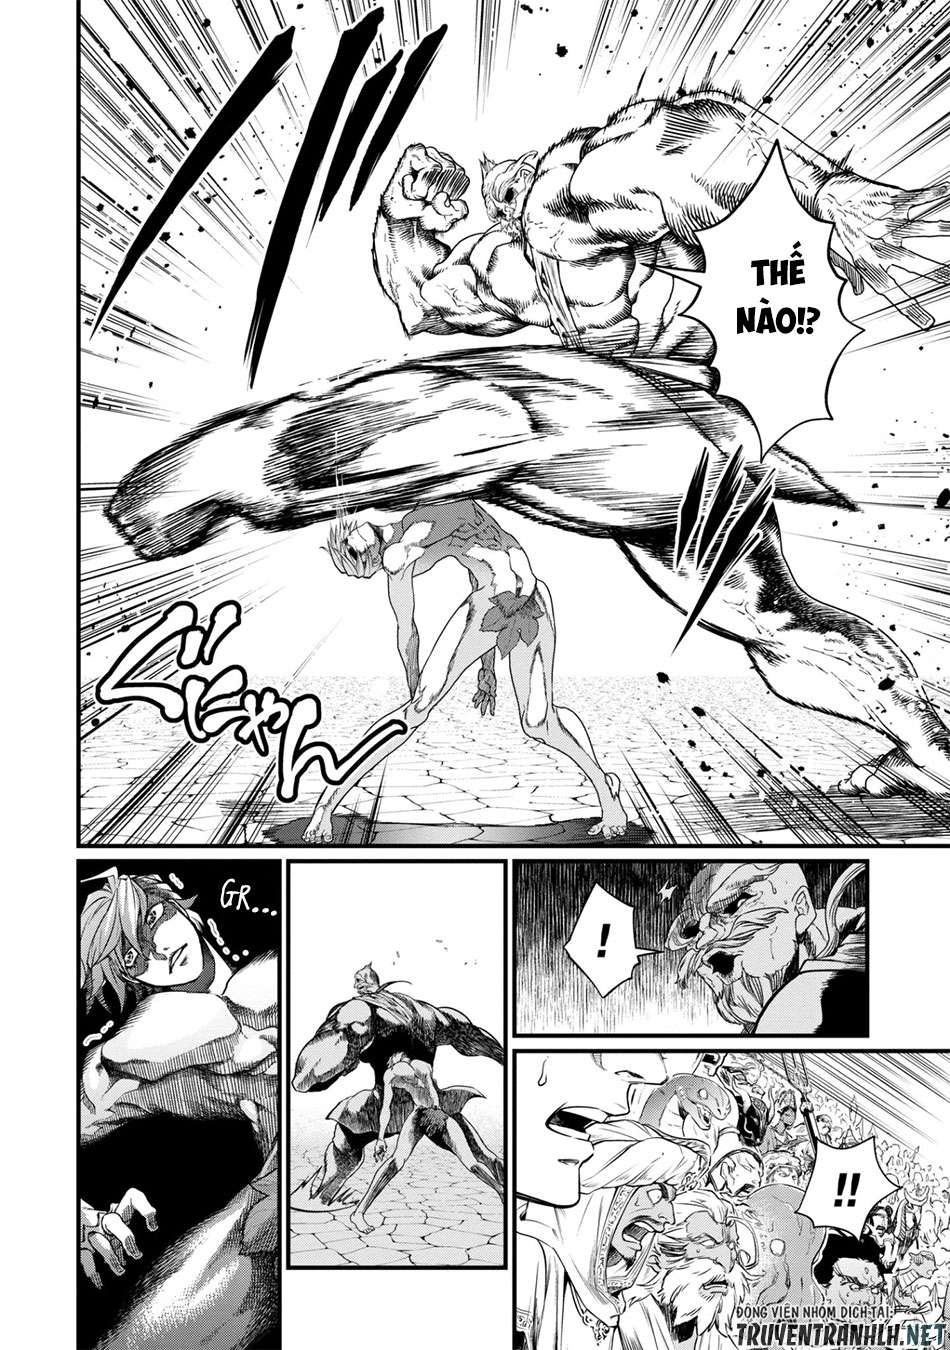 THẾ
NÀO!?
ぐにゃん
!
GR...
!!
ĐỘNG VIÊN NHÓM DỊCH TẠI:
TRUYENTRANHLH.NET